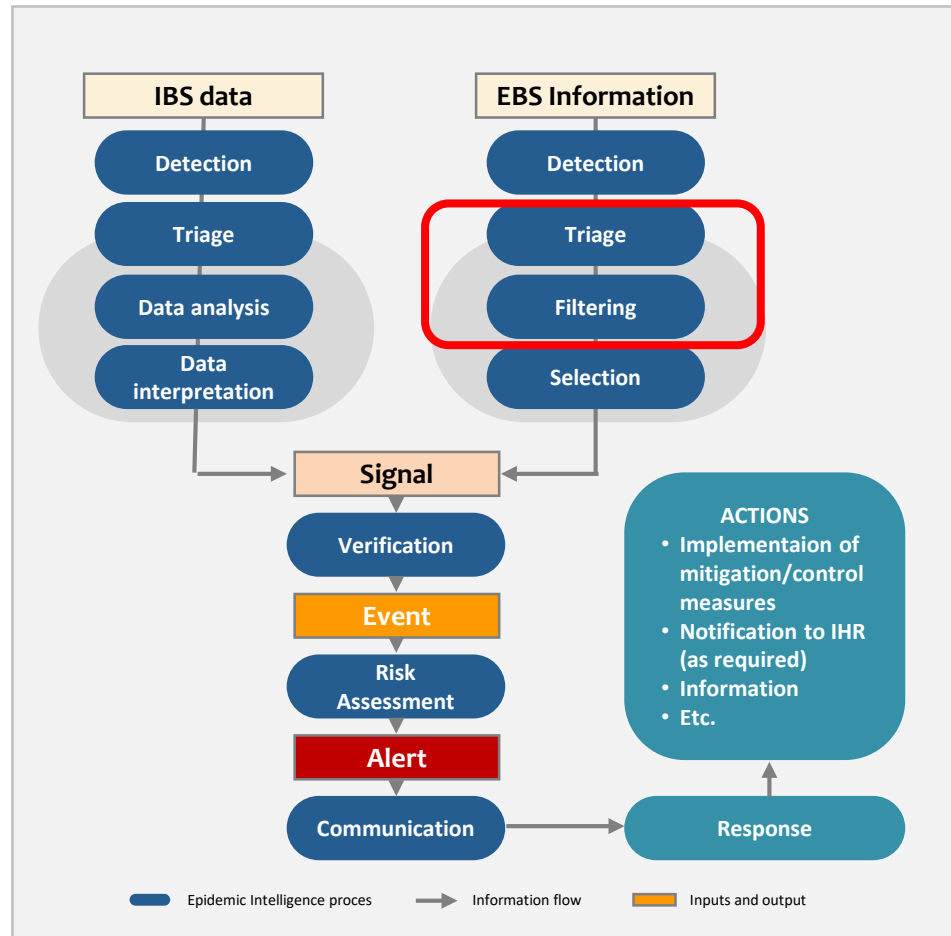 IBS data
Detection
Triage
Data analysis
Data
interpretation
EBS Information
Detection
Triage
Filtering
Selection
Signal
Verification
Event
Risk
Assessment
Alert
Communication
Response
ACTIONS
• Implementaion of
mitigation/control
measures
• Notification to IHR
(as required)
• Information
• Etc.
Epidemic Intelligence proces
Information flow
Inputs and output